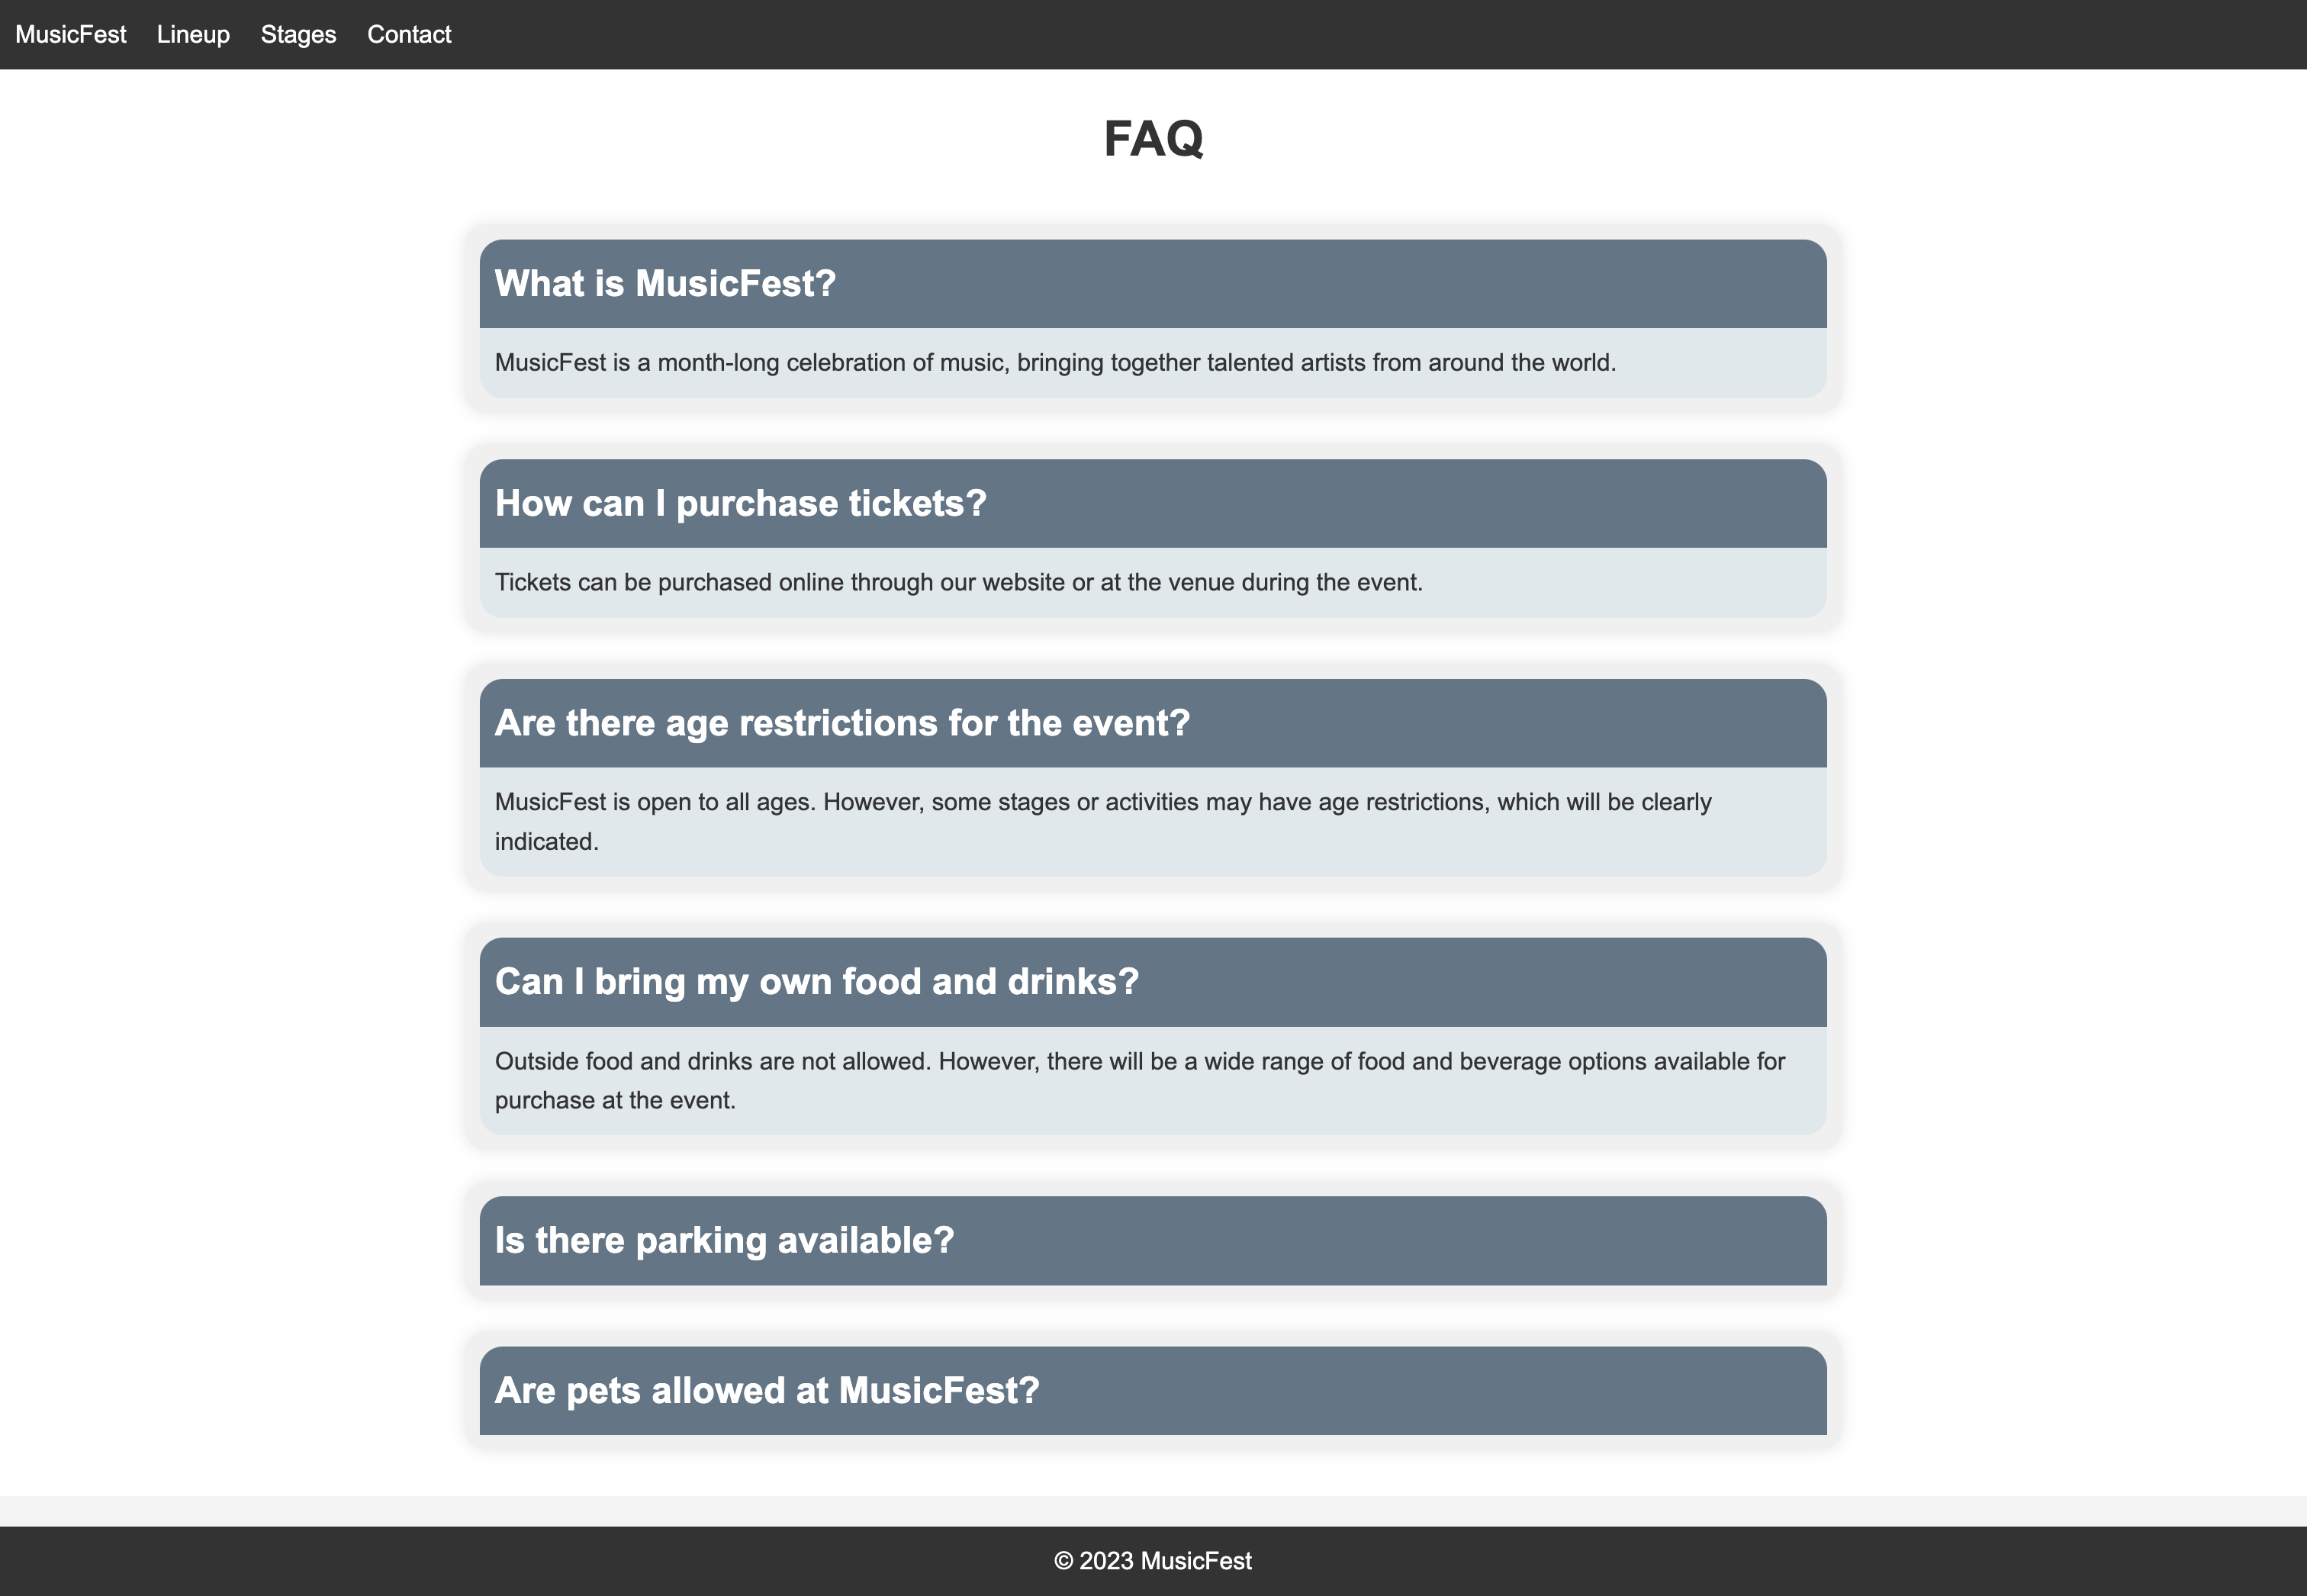 MusicFest Lineup Stages Contact
FAQ
What is MusicFest?
MusicFest is a month-long celebration of music, bringing together talented artists from around the world.
How can I purchase tickets?
Tickets can be purchased online through our website or at the venue during the event.
Are there age restrictions for the event?
MusicFest is open to all ages. However, some stages or activities may have age restrictions, which will be clearly
indicated.
Can I bring my own food and drinks?
Outside food and drinks are not allowed. However, there will be a wide range of food and beverage options available for
purchase at the event.
Is there parking available?
Are pets allowed at MusicFest?
© 2023 MusicFest